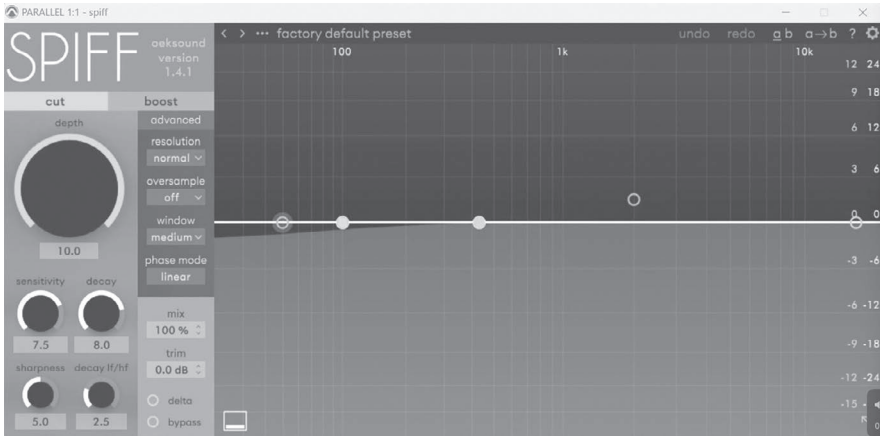 PARALLEL 1:1 - spiff
SPIFF
oeksound
version
1.4.1
cut
boost
depth
10.0
sensitivity
decay
7.5
8.0
sharpness
decay lf/hf
5.0
2.5
advanced
resolution
normal
oversample
off
window
medium
phase mode
linear
mix
100 %
trim
0.0 dB
delta
bypass
< > ••• factory default preset
undo redo a b a→b ?
100 1k 10k
12 24
9 18
6 12
3 6
0 0
-3 -6
-6 -12
-9 -18
-12 -24
-15 -
0